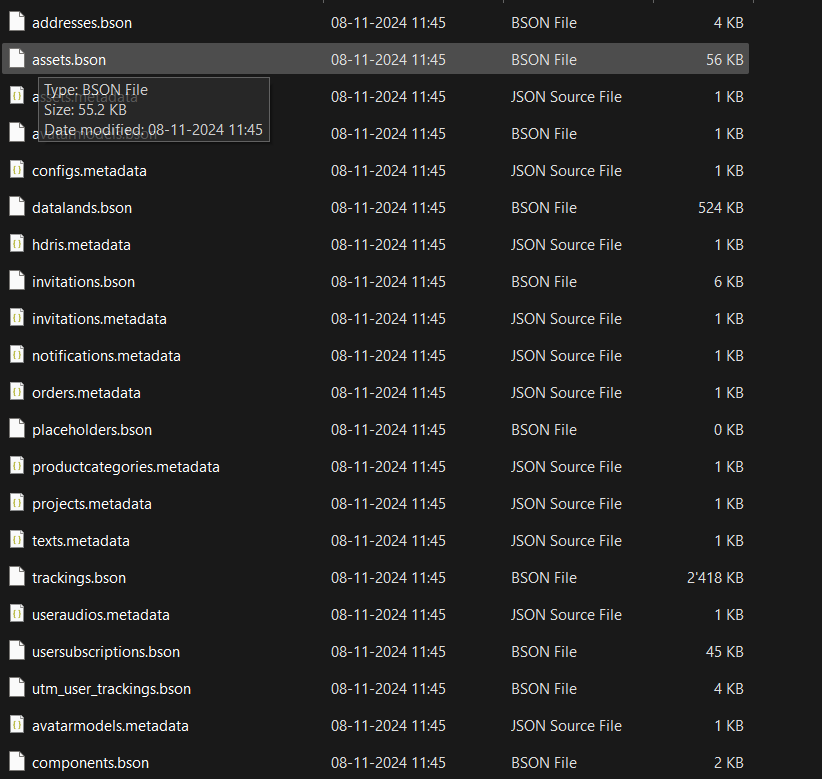 addresses.bson 08-11-2024 11:45 BSON File 4 KB
assets.bson 08-11-2024 11:45 BSON File 56 KB
Type: BSON File
assets.metadata 08-11-2024 11:45 JSON Source File 1 KB
Size: 55.2 KB
Date modified: 08-11-2024 11:45
avatarmodels.bson 08-11-2024 11:45 BSON File 1 KB
configs.metadata 08-11-2024 11:45 JSON Source File 1 KB
datalands.bson 08-11-2024 11:45 BSON File 524 KB
hdris.metadata 08-11-2024 11:45 JSON Source File 1 KB
invitations.bson 08-11-2024 11:45 BSON File 6 KB
invitations.metadata 08-11-2024 11:45 JSON Source File 1 KB
notifications.metadata 08-11-2024 11:45 JSON Source File 1 KB
orders.metadata 08-11-2024 11:45 JSON Source File 1 KB
placeholders.bson 08-11-2024 11:45 BSON File 0 KB
productcategories.metadata 08-11-2024 11:45 JSON Source File 1 KB
projects.metadata 08-11-2024 11:45 JSON Source File 1 KB
texts.metadata 08-11-2024 11:45 JSON Source File 1 KB
trackings.bson 08-11-2024 11:45 BSON File 2'418 KB
useraudios.metadata 08-11-2024 11:45 JSON Source File 1 KB
usersubscriptions.bson 08-11-2024 11:45 BSON File 45 KB
utm_user_trackings.bson 08-11-2024 11:45 BSON File 4 KB
avatarmodels.metadata 08-11-2024 11:45 JSON Source File 1 KB
components.bson 08-11-2024 11:45 BSON File 2 KB